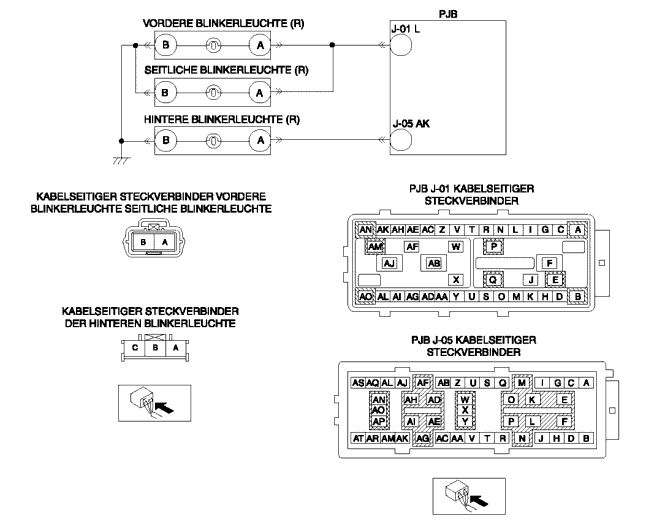 VORDERE BLINKERLEUCHTE (R)
PJB
B A
J-01 L
SEITLICHE BLINKERLEUCHTE (R)
B A
HINTERE BLINKERLEUCHTE (R)
J-05 AK
B A
KABELSEITIGER STECKVERBINDER VORDERE
BLINKERLEUCHTE SEITLICHE BLINKERLEUCHTE
B A
KABELSEITIGER STECKVERBINDER
DER HINTEREN BLINKERLEUCHTE
C B A
PJB J-01 KABELSEITIGER
STECKVERBINDER
AN AK AH AE AC Z V T R N L I G C A
AM AF W P
AJ AB F
X Q J E
AO AL AI AG AD AA Y U S O M K H D B
PJB J-05 KABELSEITIGER
STECKVERBINDER
AS AQ AL AJ AF AB Z U S Q M I G C A
AN AH AD W O K E
AO X
AP AI AE Y P L F
AT AR AM AK AG AC AA V T R N J H D B